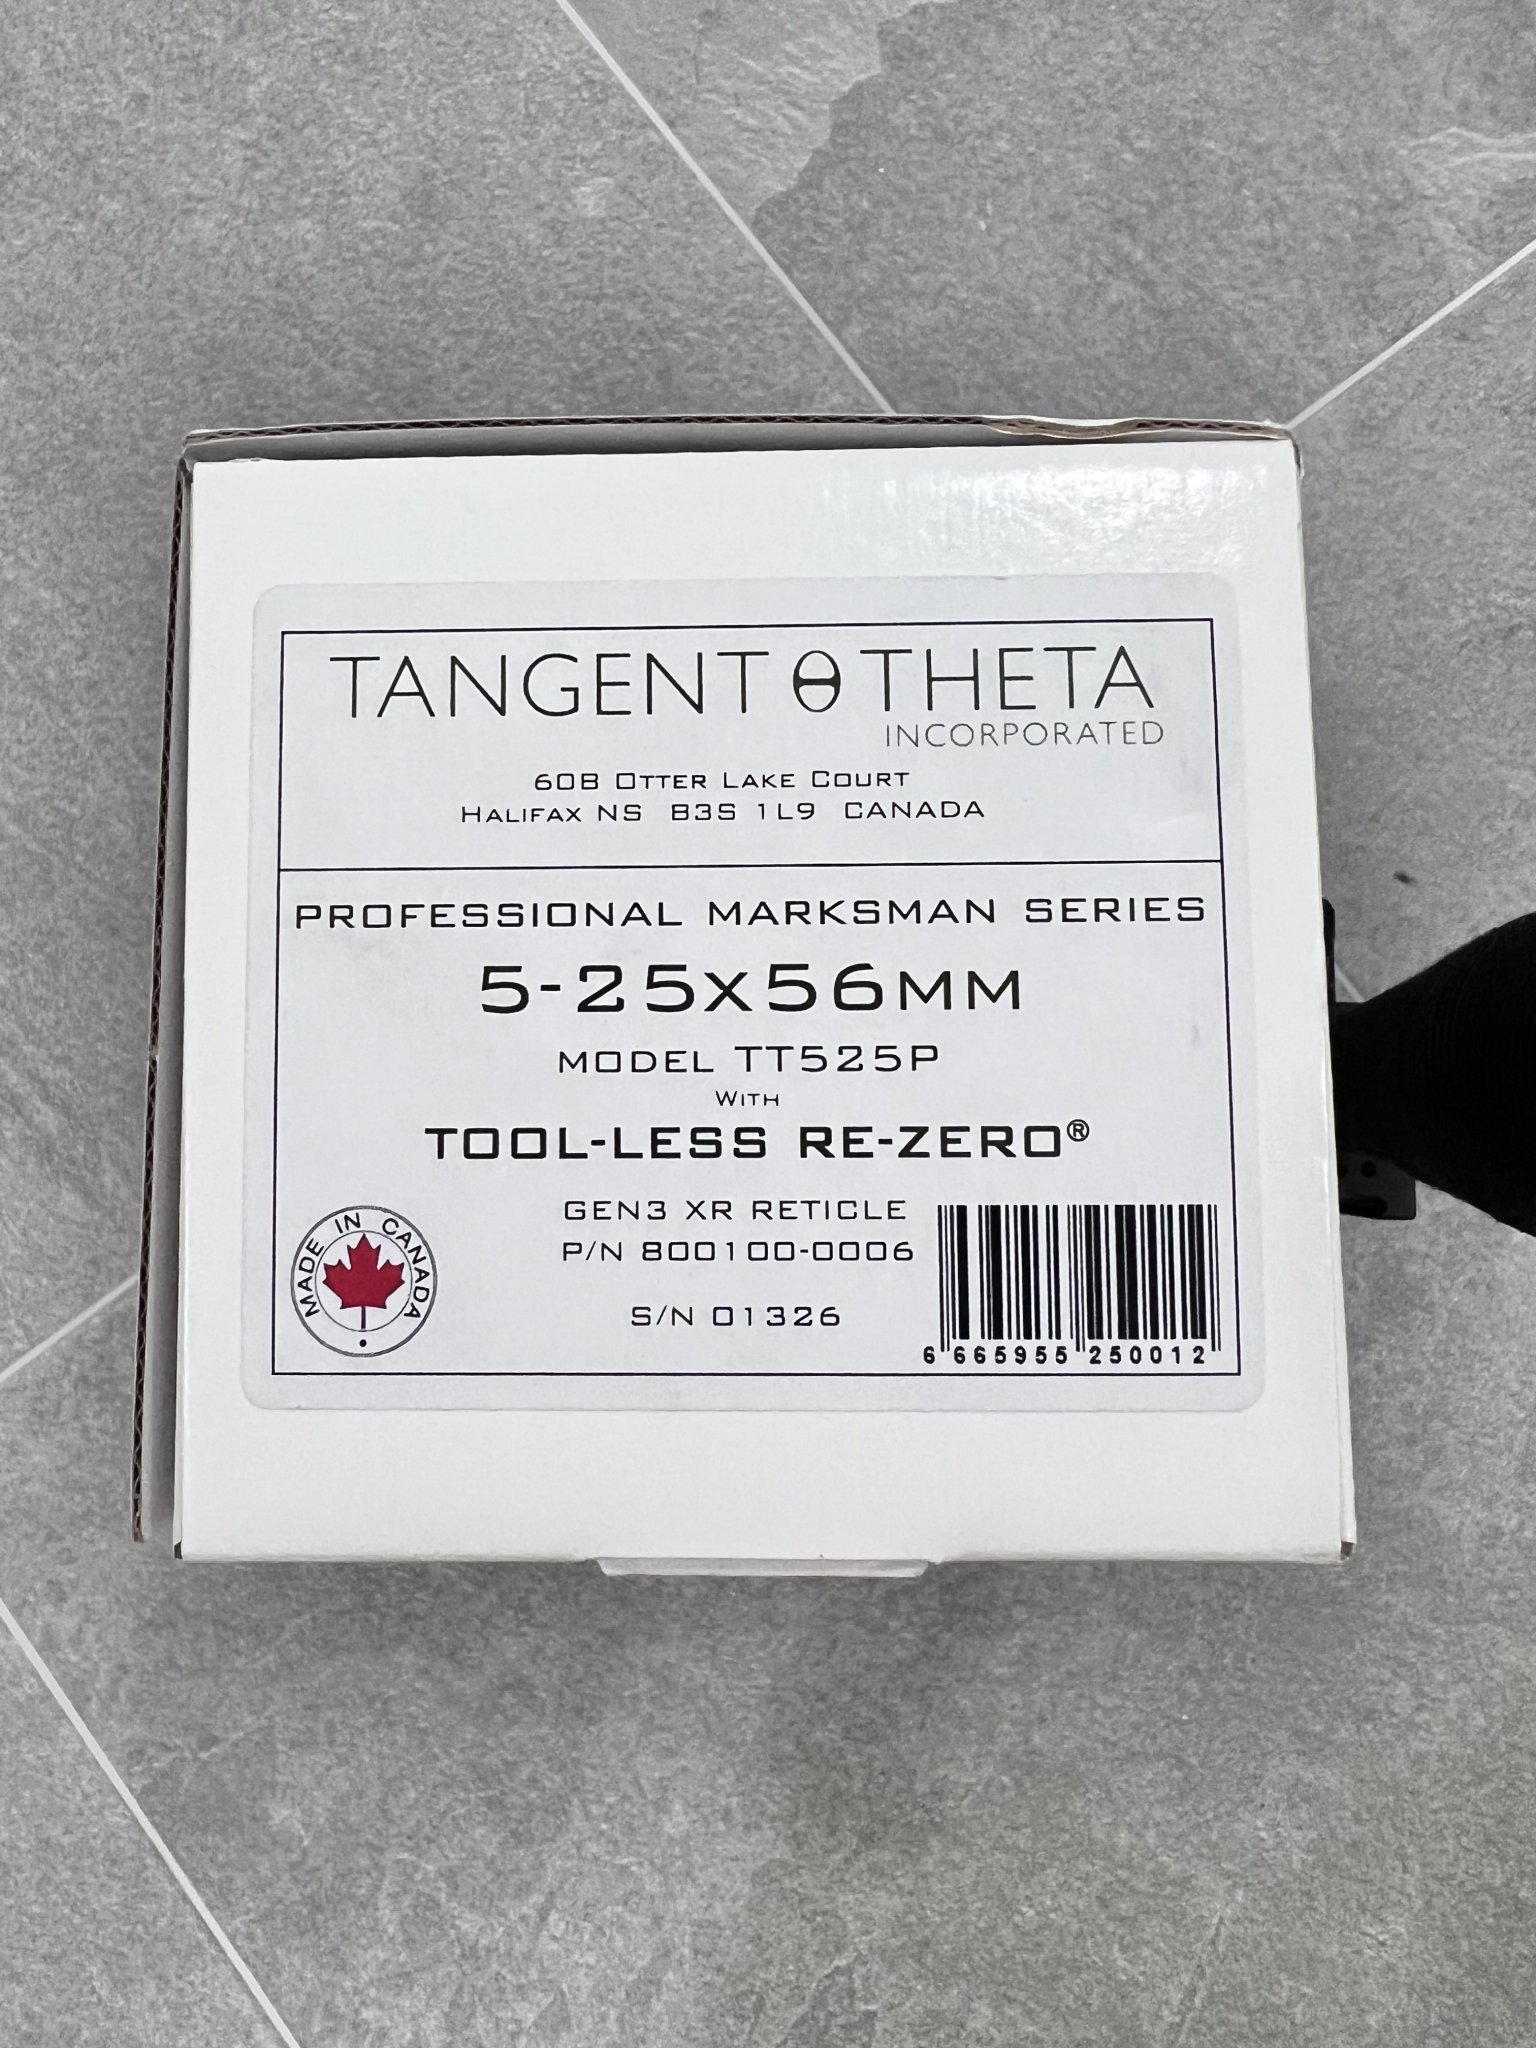 TANGENT θ THETA
INCORPORATED
60B OTTER LAKE COURT
HALIFAX NS B3S 1L9 CANADA
PROFESSIONAL MARKSMAN SERIES
5-25X56MM
MODEL TT525P
WITH
TOOL-LESS RE-ZERO®
GEN3 XR RETICLE
P/N 800100-0006
S/N 01326
MADE IN CANADA
6 665955 250012